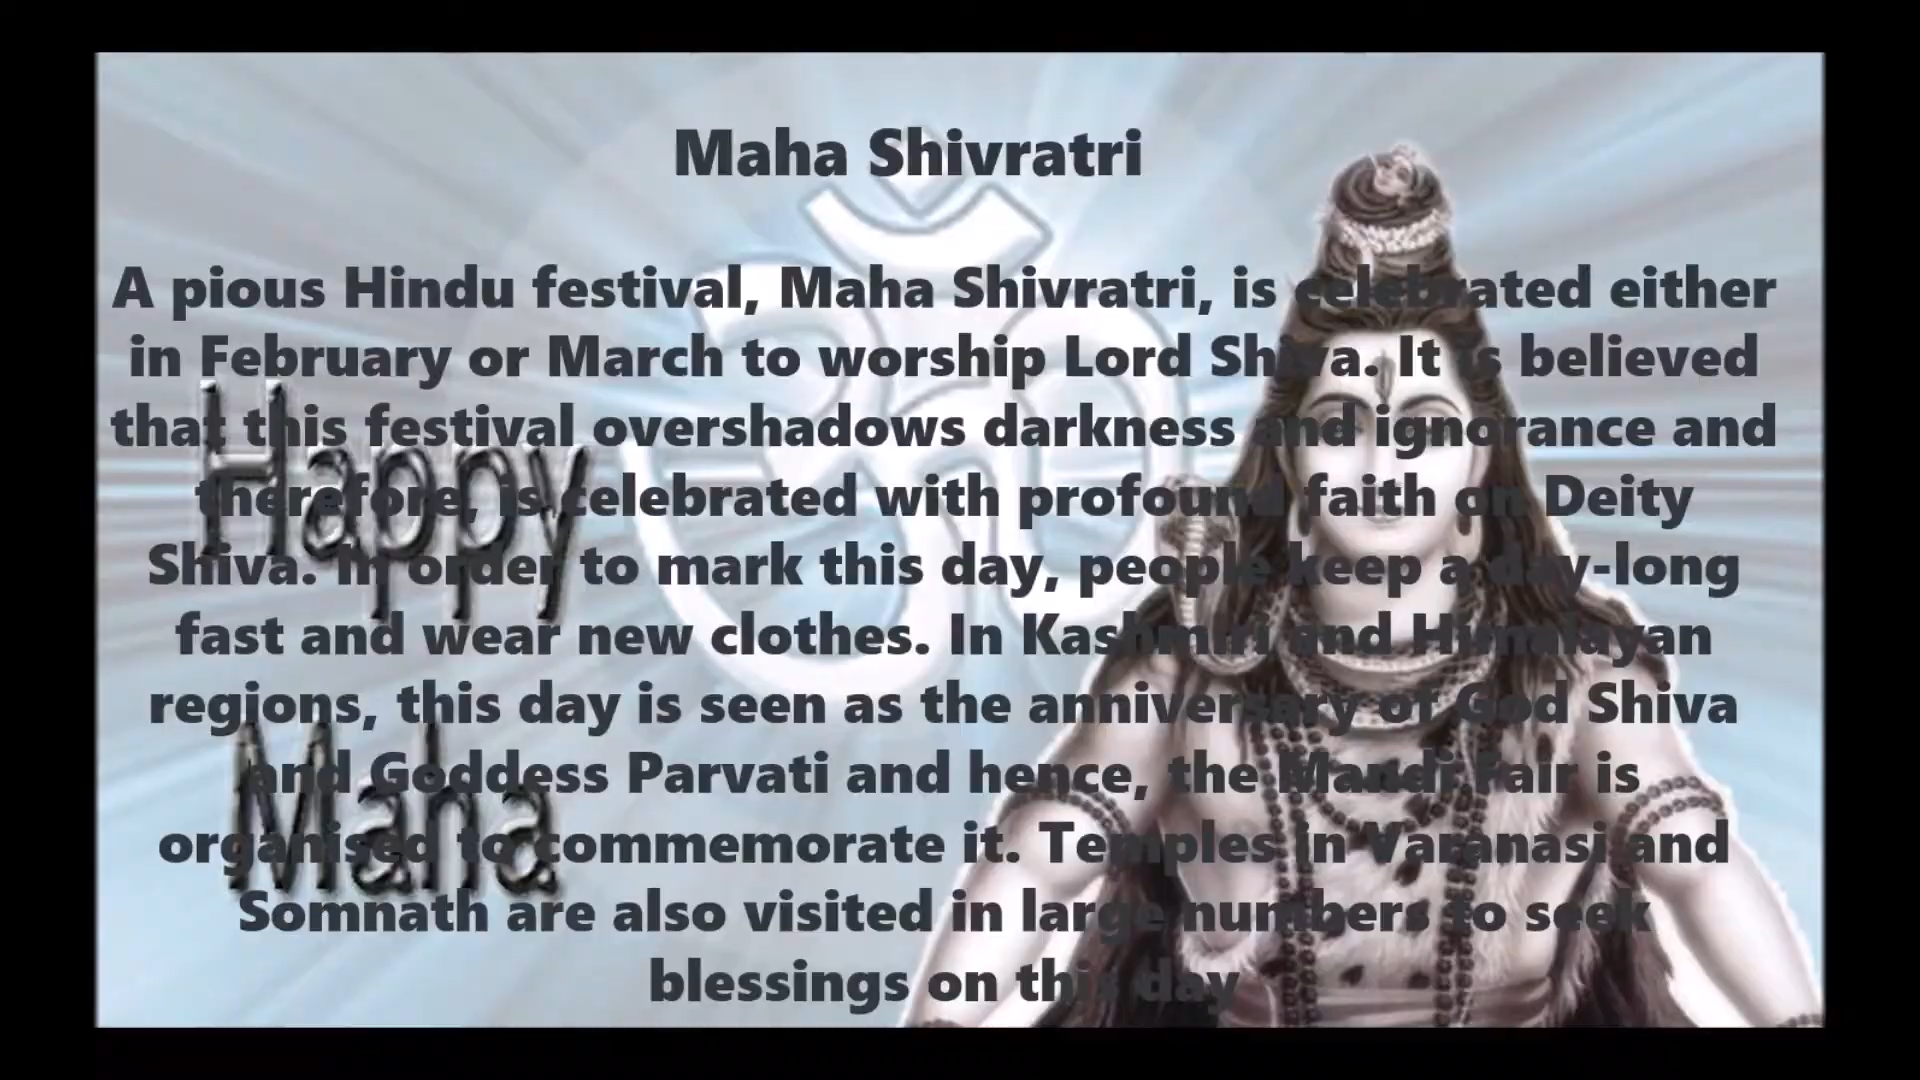 Maha Shivratri
A pious Hindu festival, Maha Shivratri, is celebrated either
in February or March to worship Lord Shiva. It is believed
that this festival overshadows darkness and ignorance and
therefore, is celebrated with profound faith on Deity
Shiva. In order to mark this day, people keep a day-long
fast and wear new clothes. In Kashmiri and Humalayan
regions, this day is seen as the anniversary of God Shiva
and Goddess Parvati and hence, the Mandi Fair is
organised to commemorate it. Temples in Varanasi and
Somnath are also visited in large numbers to seek
blessings on this day
Happy
Maha